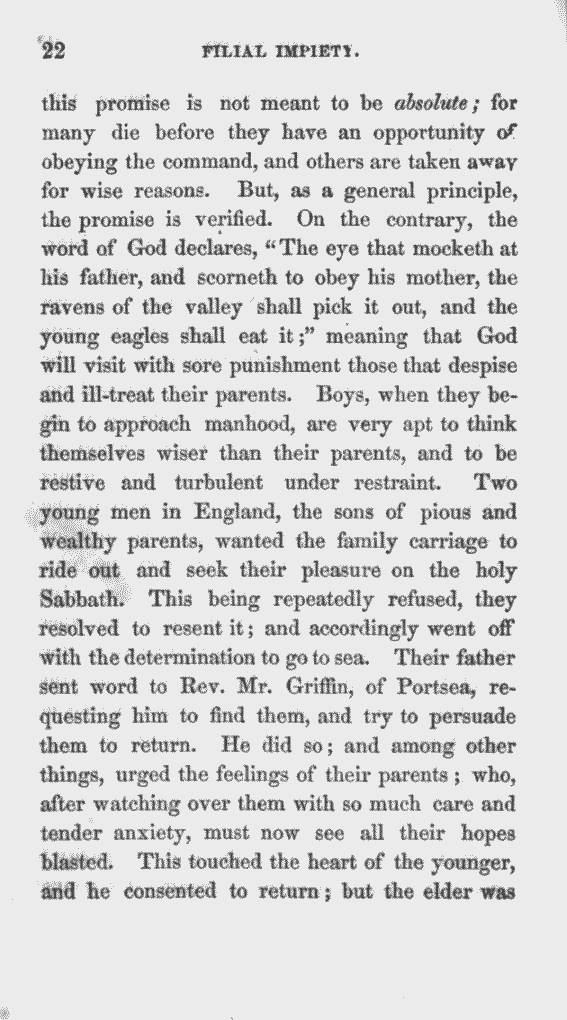 22 FILIAL IMPIETY.
this promise is not meant to be absolute; for
many die before they have an opportunity of
obeying the command, and others are taken away
for wise reasons. But, as a general principle,
the promise is verified. On the contrary, the
word of God declares, “The eye that mocketh at
his father, and scorneth to obey his mother, the
ravens of the valley shall pick it out, and the
young eagles shall eat it;” meaning that God
will visit with sore punishment those that despise
and ill-treat their parents. Boys, when they be-
gin to approach manhood, are very apt to think
themselves wiser than their parents, and to be
restive and turbulent under restraint. Two
young men in England, the sons of pious and
wealthy parents, wanted the family carriage to
ride out and seek their pleasure on the holy
Sabbath. This being repeatedly refused, they
resolved to resent it; and accordingly went off
with the determination to go to sea. Their father
sent word to Rev. Mr. Griffin, of Portsea, re-
questing him to find them, and try to persuade
them to return. He did so; and among other
things, urged the feelings of their parents; who,
after watching over them with so much care and
tender anxiety, must now see all their hopes
blasted. This touched the heart of the younger,
and he consented to return; but the elder was